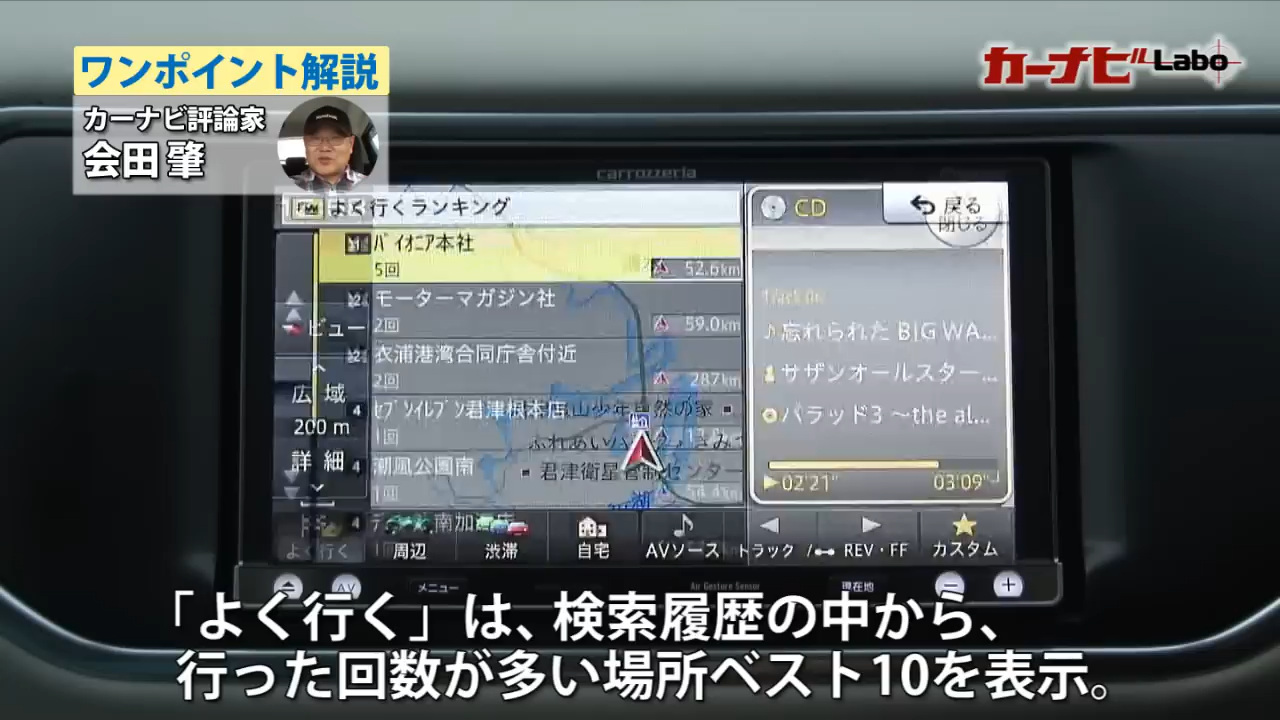 ワンポイント解説
カーナビ評論家
会田 肇
カーナビLabo
carrozzeria
よく行くランキング
CD
戻る
閉じる
1 パイオニア本社
5回
52.6km
2 モーターマガジン社
2回
59.0km
2 衣浦港湾合同庁舎付近
2回
287km
4 セブンイレブン君津根本店
1回
4 潮風公園南
1回
ビュー
広域
200 m
詳細
君津衛星管制センター
湖
Track 06
忘れられた BIG WA...
サザンオールスター...
バラッド3 ～the al...
02'21"
03'09"
よく行く
周辺
渋滞
自宅
AVソース
トラック
REV・FF
カスタム
AV
メニュー
Air Gesture Sensor
現在地
「よく行く」は、検索履歴の中から、
行った回数が多い場所ベスト10を表示。